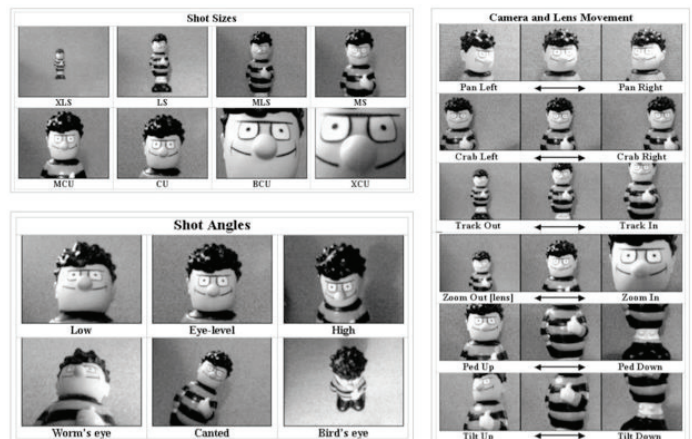 Shot Sizes
XLS LS MLS MS
MCU CU BCU XCU
Shot Angles
Low Eye-level High
Worm's eye Canted Bird's eye
Camera and Lens Movement
Pan Left Pan Right
Crab Left Crab Right
Track Out Track In
Zoom Out [lens] Zoom In
Ped Up Ped Down
Tilt Up Tilt Down